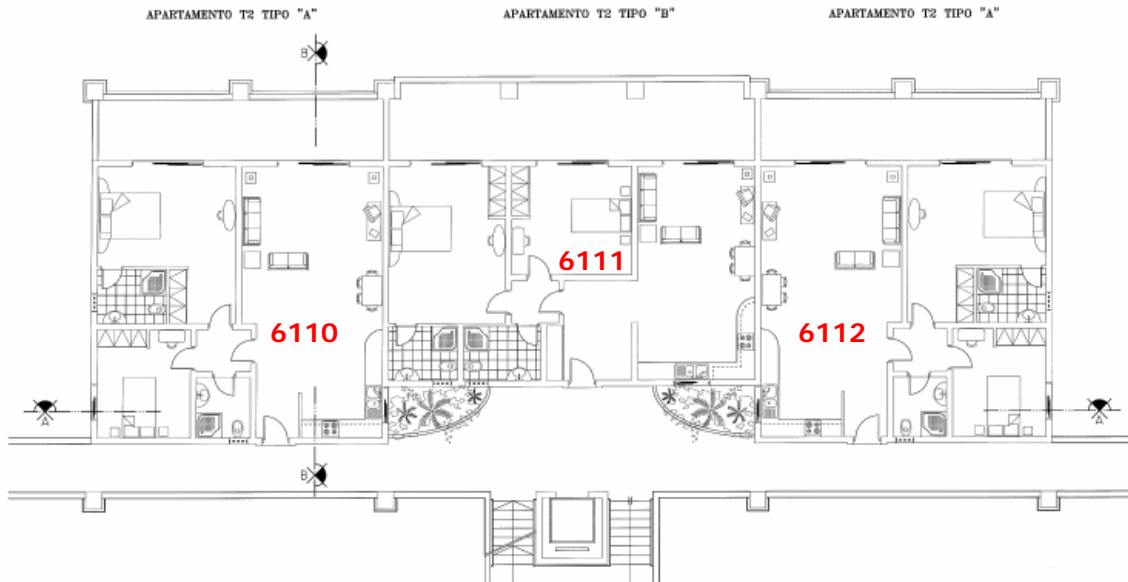 APARTAMENTO T2 TIPO "A"
APARTAMENTO T2 TIPO "B"
APARTAMENTO T2 TIPO "A"
B
6111
6110
6112
A
A
B